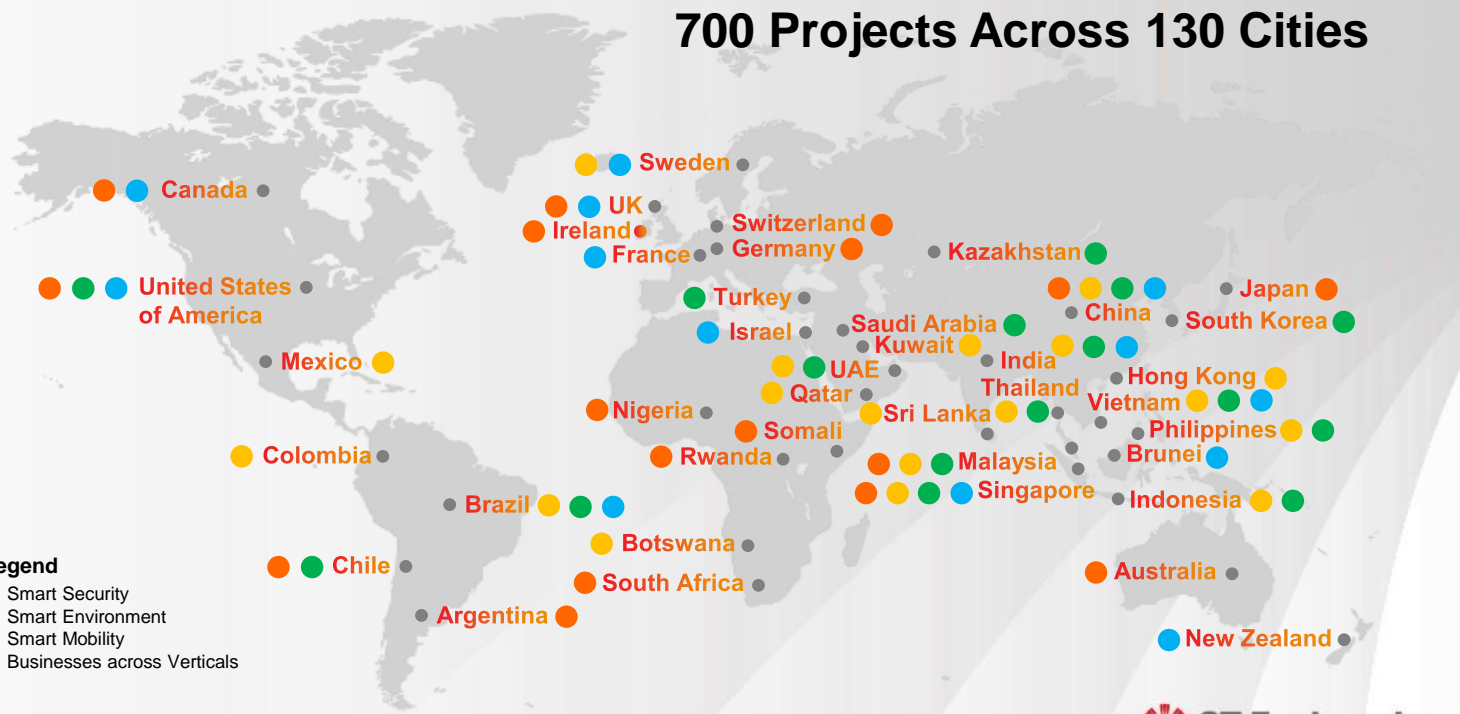 700 Projects Across 130 Cities
Sweden
Canada
UK
Switzerland
Ireland
Germany
France
Kazakhstan
United States
of America
Turkey
China
Japan
South Korea
Israel
Saudi Arabia
Kuwait
India
Mexico
UAE
Hong Kong
Thailand
Qatar
Vietnam
Nigeria
Sri Lanka
Somali
Philippines
Colombia
Rwanda
Malaysia
Brunei
Singapore
Indonesia
Brazil
Botswana
Chile
South Africa
Australia
Argentina
New Zealand
egend
Smart Security
Smart Environment
Smart Mobility
Businesses across Verticals